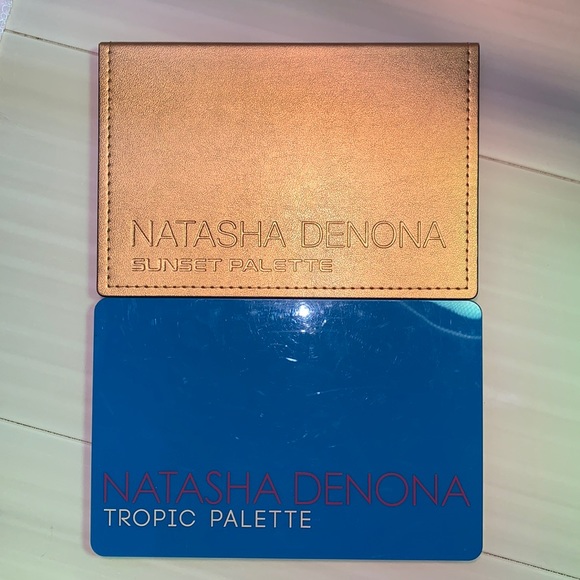 NATASHA DENONA
SUNSET PALETTE
NATASHA DENONA
TROPIC PALETTE